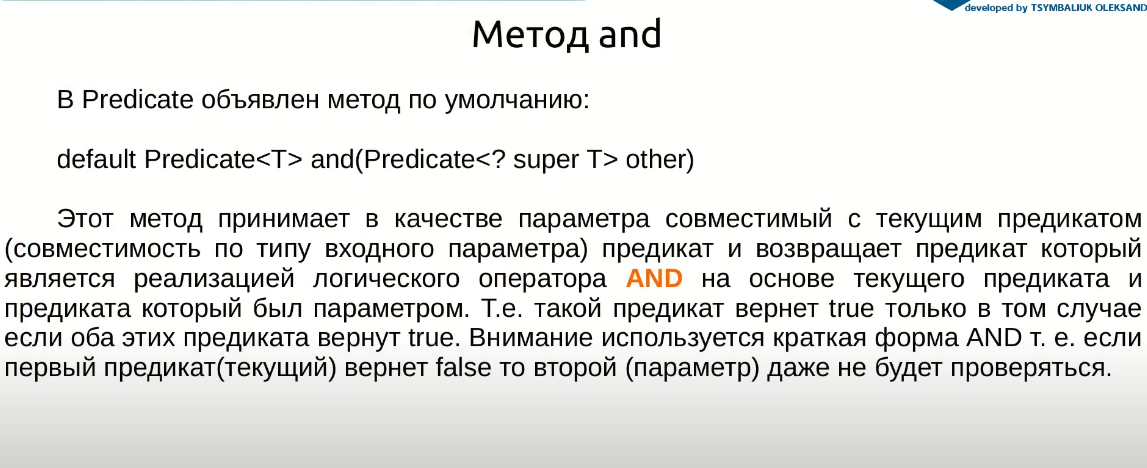 developed by TSYMBALIUK OLEKSAND
Метод and
В Predicate объявлен метод по умолчанию:
default Predicate<T> and(Predicate<? super T> other)
Этот метод принимает в качестве параметра совместимый с текущим предикатом
(совместимость по типу входного параметра) предикат и возвращает предикат который
является реализацией логического оператора AND на основе текущего предиката и
предиката который был параметром. Т.е. такой предикат вернет true только в том случае
если оба этих предиката вернут true. Внимание используется краткая форма AND т. е. если
первый предикат(текущий) вернет false то второй (параметр) даже не будет проверяться.